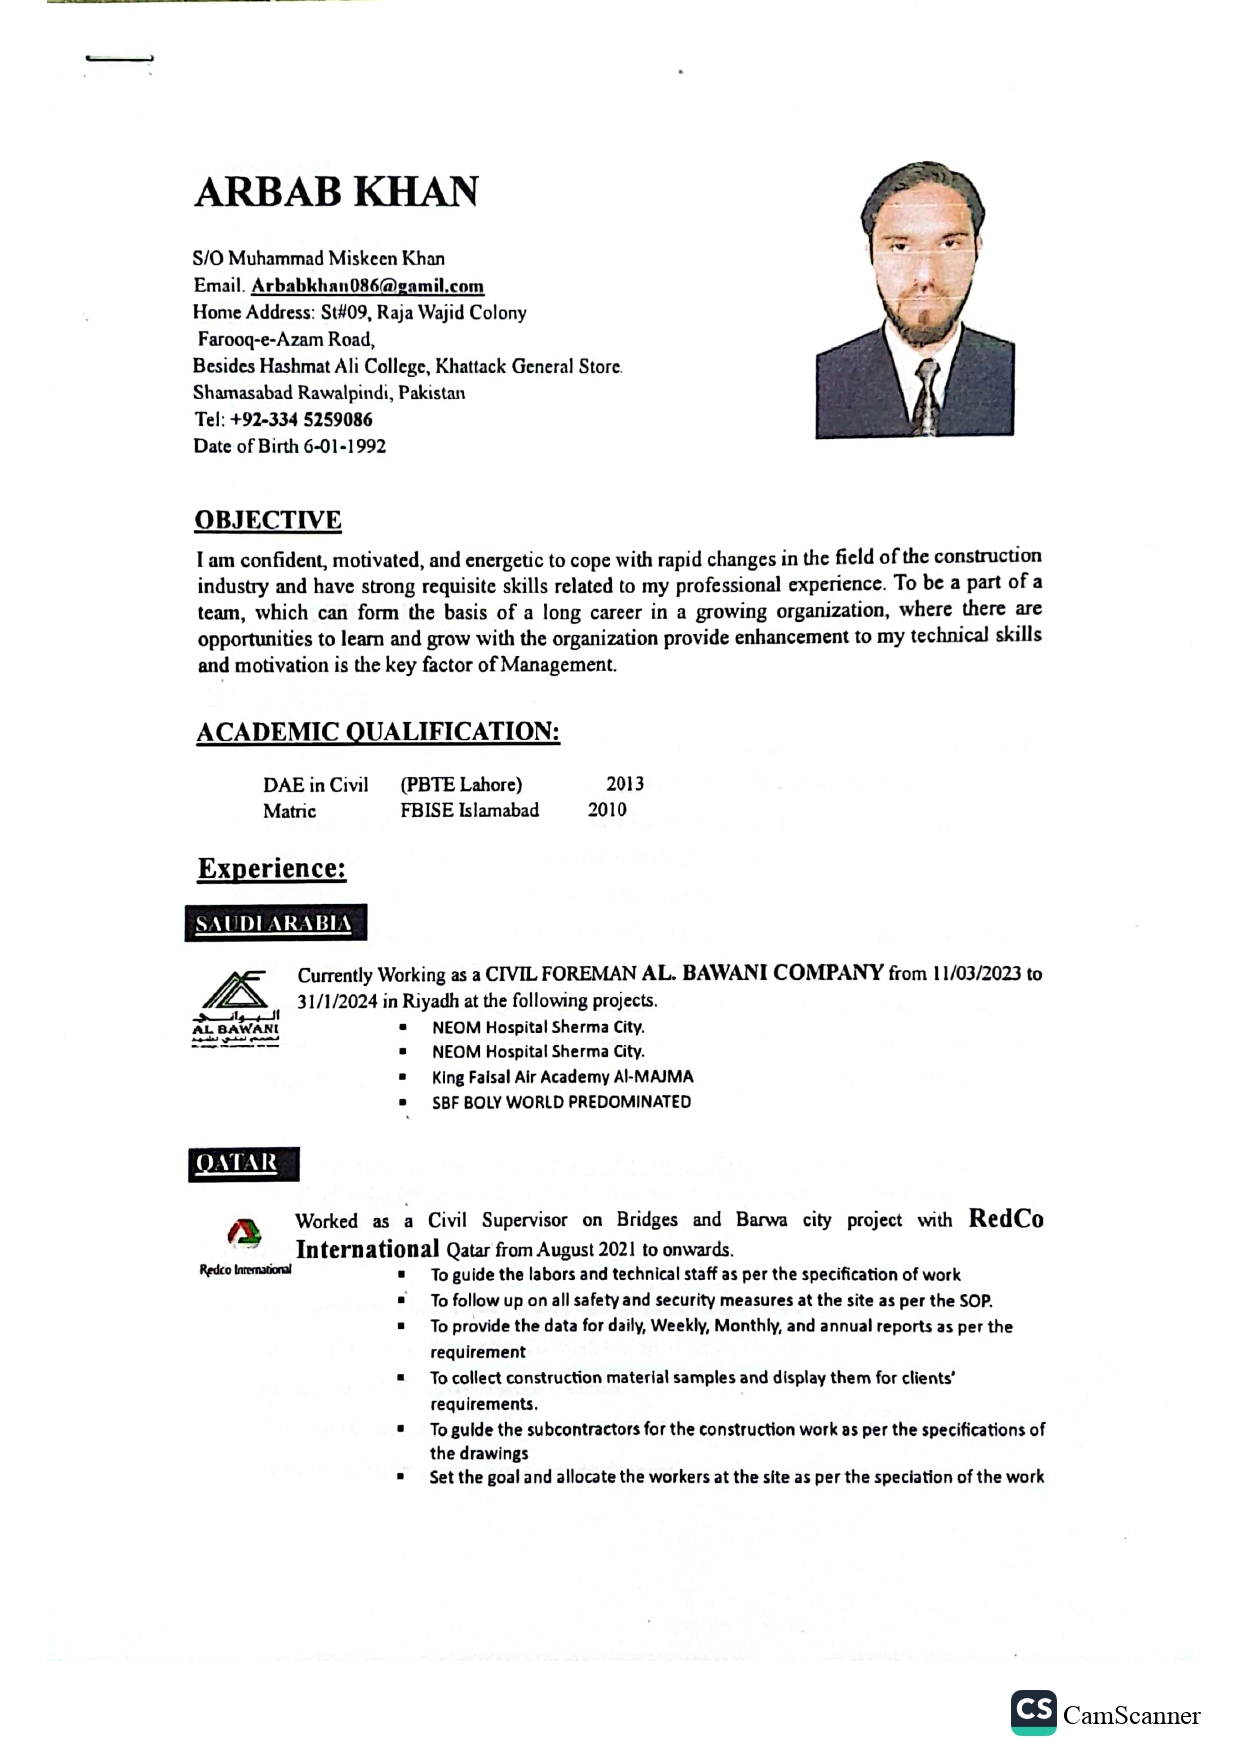 ARBAB KHAN
S/O Muhammad Miskeen Khan
Email. Arbabkhan086@gamil.com
Home Address: St#09, Raja Wajid Colony
Farooq-e-Azam Road,
Besides Hashmat Ali College, Khattack General Store.
Shamasabad Rawalpindi, Pakistan
Tel: +92-334 5259086
Date of Birth 6-01-1992
OBJECTIVE
I am confident, motivated, and energetic to cope with rapid changes in the field of the construction
industry and have strong requisite skills related to my professional experience. To be a part of a
team, which can form the basis of a long career in a growing organization, where there are
opportunities to learn and grow with the organization provide enhancement to my technical skills
and motivation is the key factor of Management.
ACADEMIC QUALIFICATION:
DAE in Civil (PBTE Lahore) 2013
Matric FBISE Islamabad 2010
Experience:
SAUDI ARABIA
البواني
AL BAWANI
Currently Working as a CIVIL FOREMAN AL. BAWANI COMPANY from 11/03/2023 to
31/1/2024 in Riyadh at the following projects.
▪ NEOM Hospital Sherma City.
▪ NEOM Hospital Sherma City.
▪ King Faisal Air Academy Al-MAJMA
▪ SBF BOLY WORLD PREDOMINATED
QATAR
Redco International
Worked as a Civil Supervisor on Bridges and Barwa city project with RedCo
International Qatar from August 2021 to onwards.
▪ To guide the labors and technical staff as per the specification of work
▪ To follow up on all safety and security measures at the site as per the SOP.
▪ To provide the data for daily, Weekly, Monthly, and annual reports as per the
requirement
▪ To collect construction material samples and display them for clients'
requirements.
▪ To guide the subcontractors for the construction work as per the specifications of
the drawings
▪ Set the goal and allocate the workers at the site as per the speciation of the work
CS CamScanner